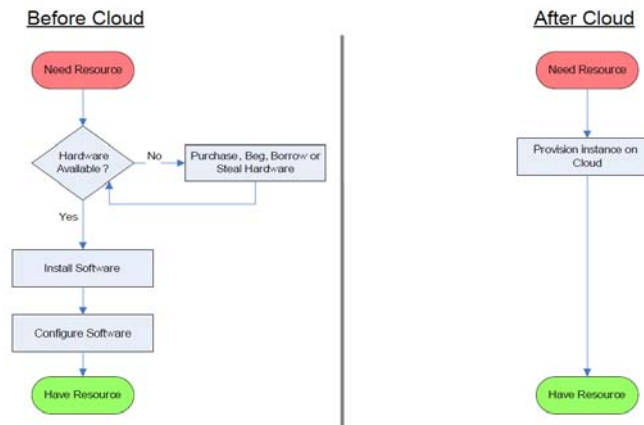 Before Cloud
Need Resource
Hardware
Available ?
No
Purchase, Beg, Borrow or
Steal Hardware
Yes
Install Software
Configure Software
Have Resource
After Cloud
Need Resource
Provision instance on
Cloud
Have Resource